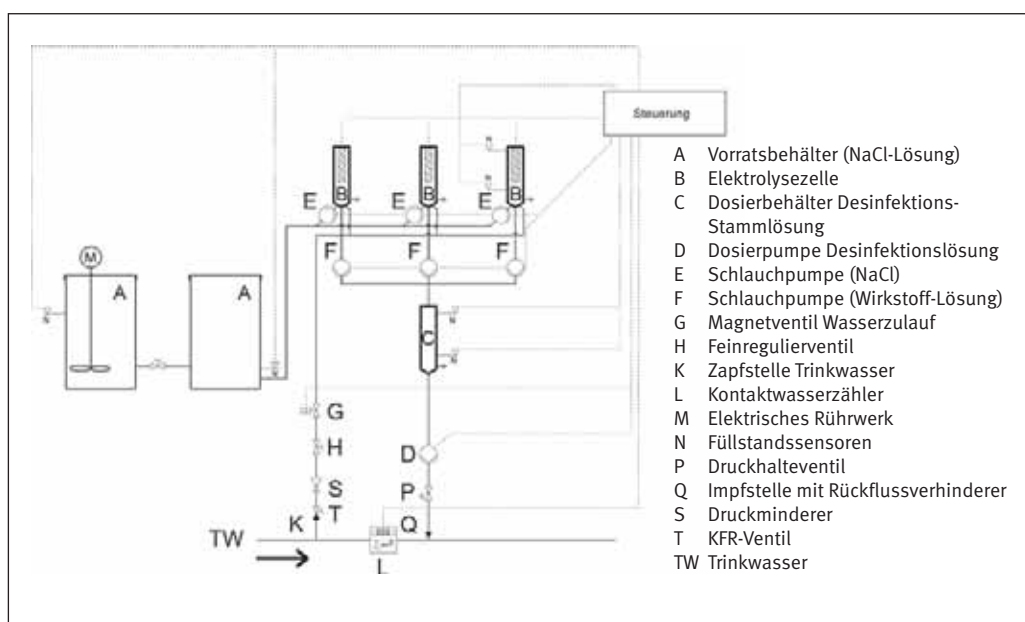 Steuerung
N
N
B
B
B
E
E
E
F
F
F
M
A
A
N
N
C
N
N
G
H
D
S
P
T
K
Q
TW
L
A Vorratsbehälter (NaCl-Lösung)
B Elektrolysezelle
C Dosierbehälter Desinfektions-
Stammlösung
D Dosierpumpe Desinfektionslösung
E Schlauchpumpe (NaCl)
F Schlauchpumpe (Wirkstoff-Lösung)
G Magnetventil Wasserzulauf
H Feinregulierventil
K Zapfstelle Trinkwasser
L Kontaktwasserzähler
M Elektrisches Rührwerk
N Füllstandssensoren
P Druckhalteventil
Q Impfstelle mit Rückflussverhinderer
S Druckminderer
T KFR-Ventil
TW Trinkwasser